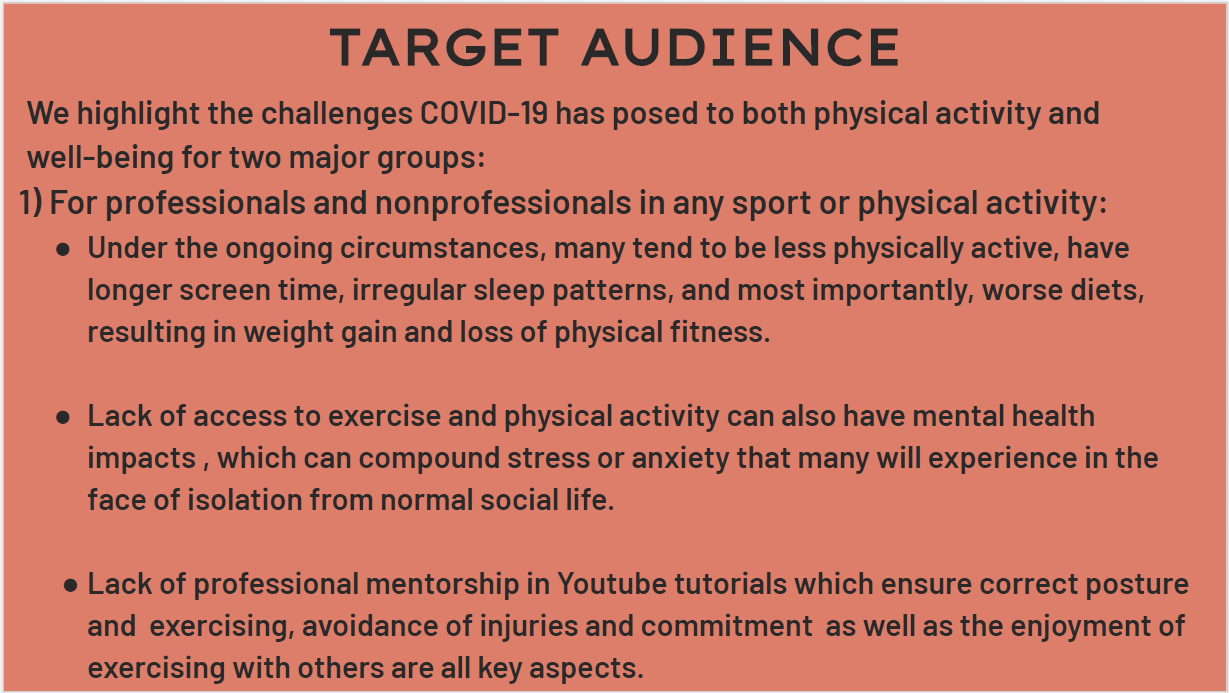 TARGET AUDIENCE
We highlight the challenges COVID-19 has posed to both physical activity and
well-being for two major groups:
1) For professionals and nonprofessionals in any sport or physical activity:
● Under the ongoing circumstances, many tend to be less physically active, have
longer screen time, irregular sleep patterns, and most importantly, worse diets,
resulting in weight gain and loss of physical fitness.
● Lack of access to exercise and physical activity can also have mental health
impacts , which can compound stress or anxiety that many will experience in the
face of isolation from normal social life.
● Lack of professional mentorship in Youtube tutorials which ensure correct posture
and  exercising, avoidance of injuries and commitment  as well as the enjoyment of
exercising with others are all key aspects.